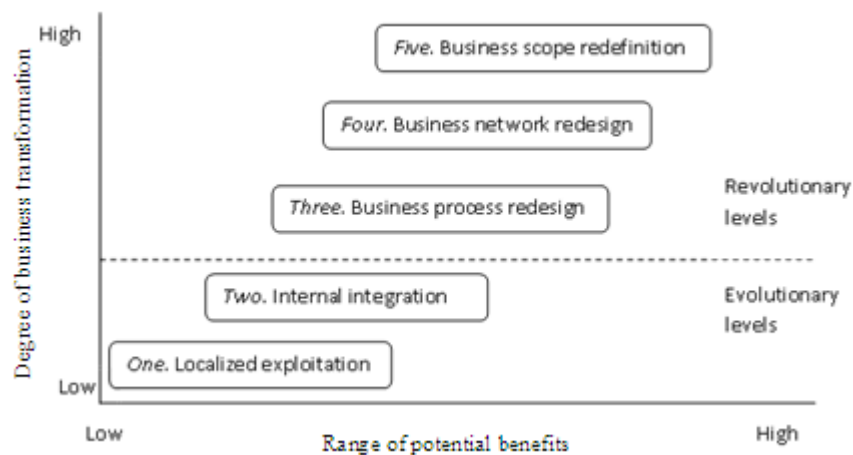 High
Five. Business scope redefinition
Four. Business network redesign
Three. Business process redesign
Revolutionary
levels
Two. Internal integration
Evolutionary
levels
One. Localized exploitation
Low
Degree of business transformation
Low
Range of potential benefits
High